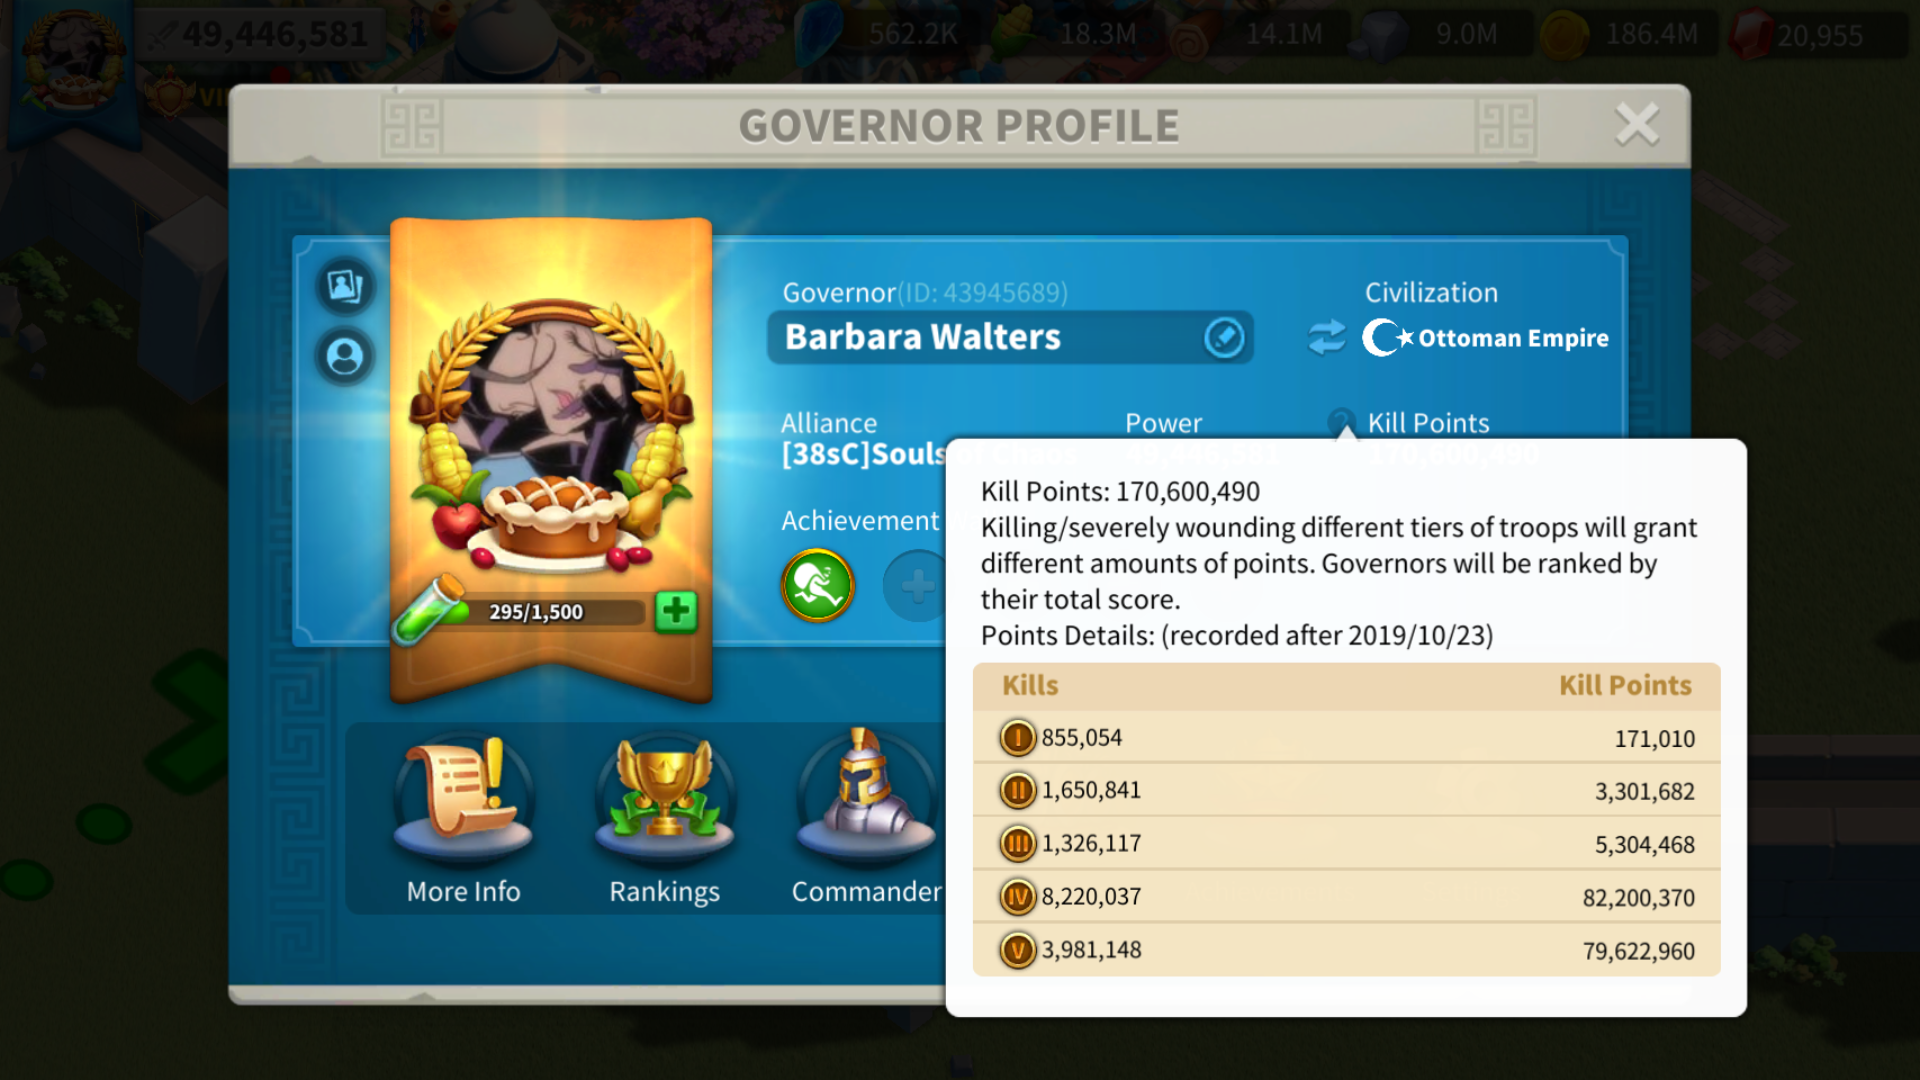 49,446,581
562.2K
18.3M
14.1M
9.0M
186.4M
20,955
GOVERNOR PROFILE
Governor(ID: 43945689)
Barbara Walters
Civilization
Ottoman Empire
Alliance
[38sC]Souls
Power
? Kill Points
Achievement
295/1,500
Kill Points: 170,600,490
Killing/severely wounding different tiers of troops will grant
different amounts of points. Governors will be ranked by
their total score.
Points Details: (recorded after 2019/10/23)
Kills Kill Points
I 855,054 171,010
II 1,650,841 3,301,682
III 1,326,117 5,304,468
IV 8,220,037 82,200,370
V 3,981,148 79,622,960
More Info
Rankings
Commander